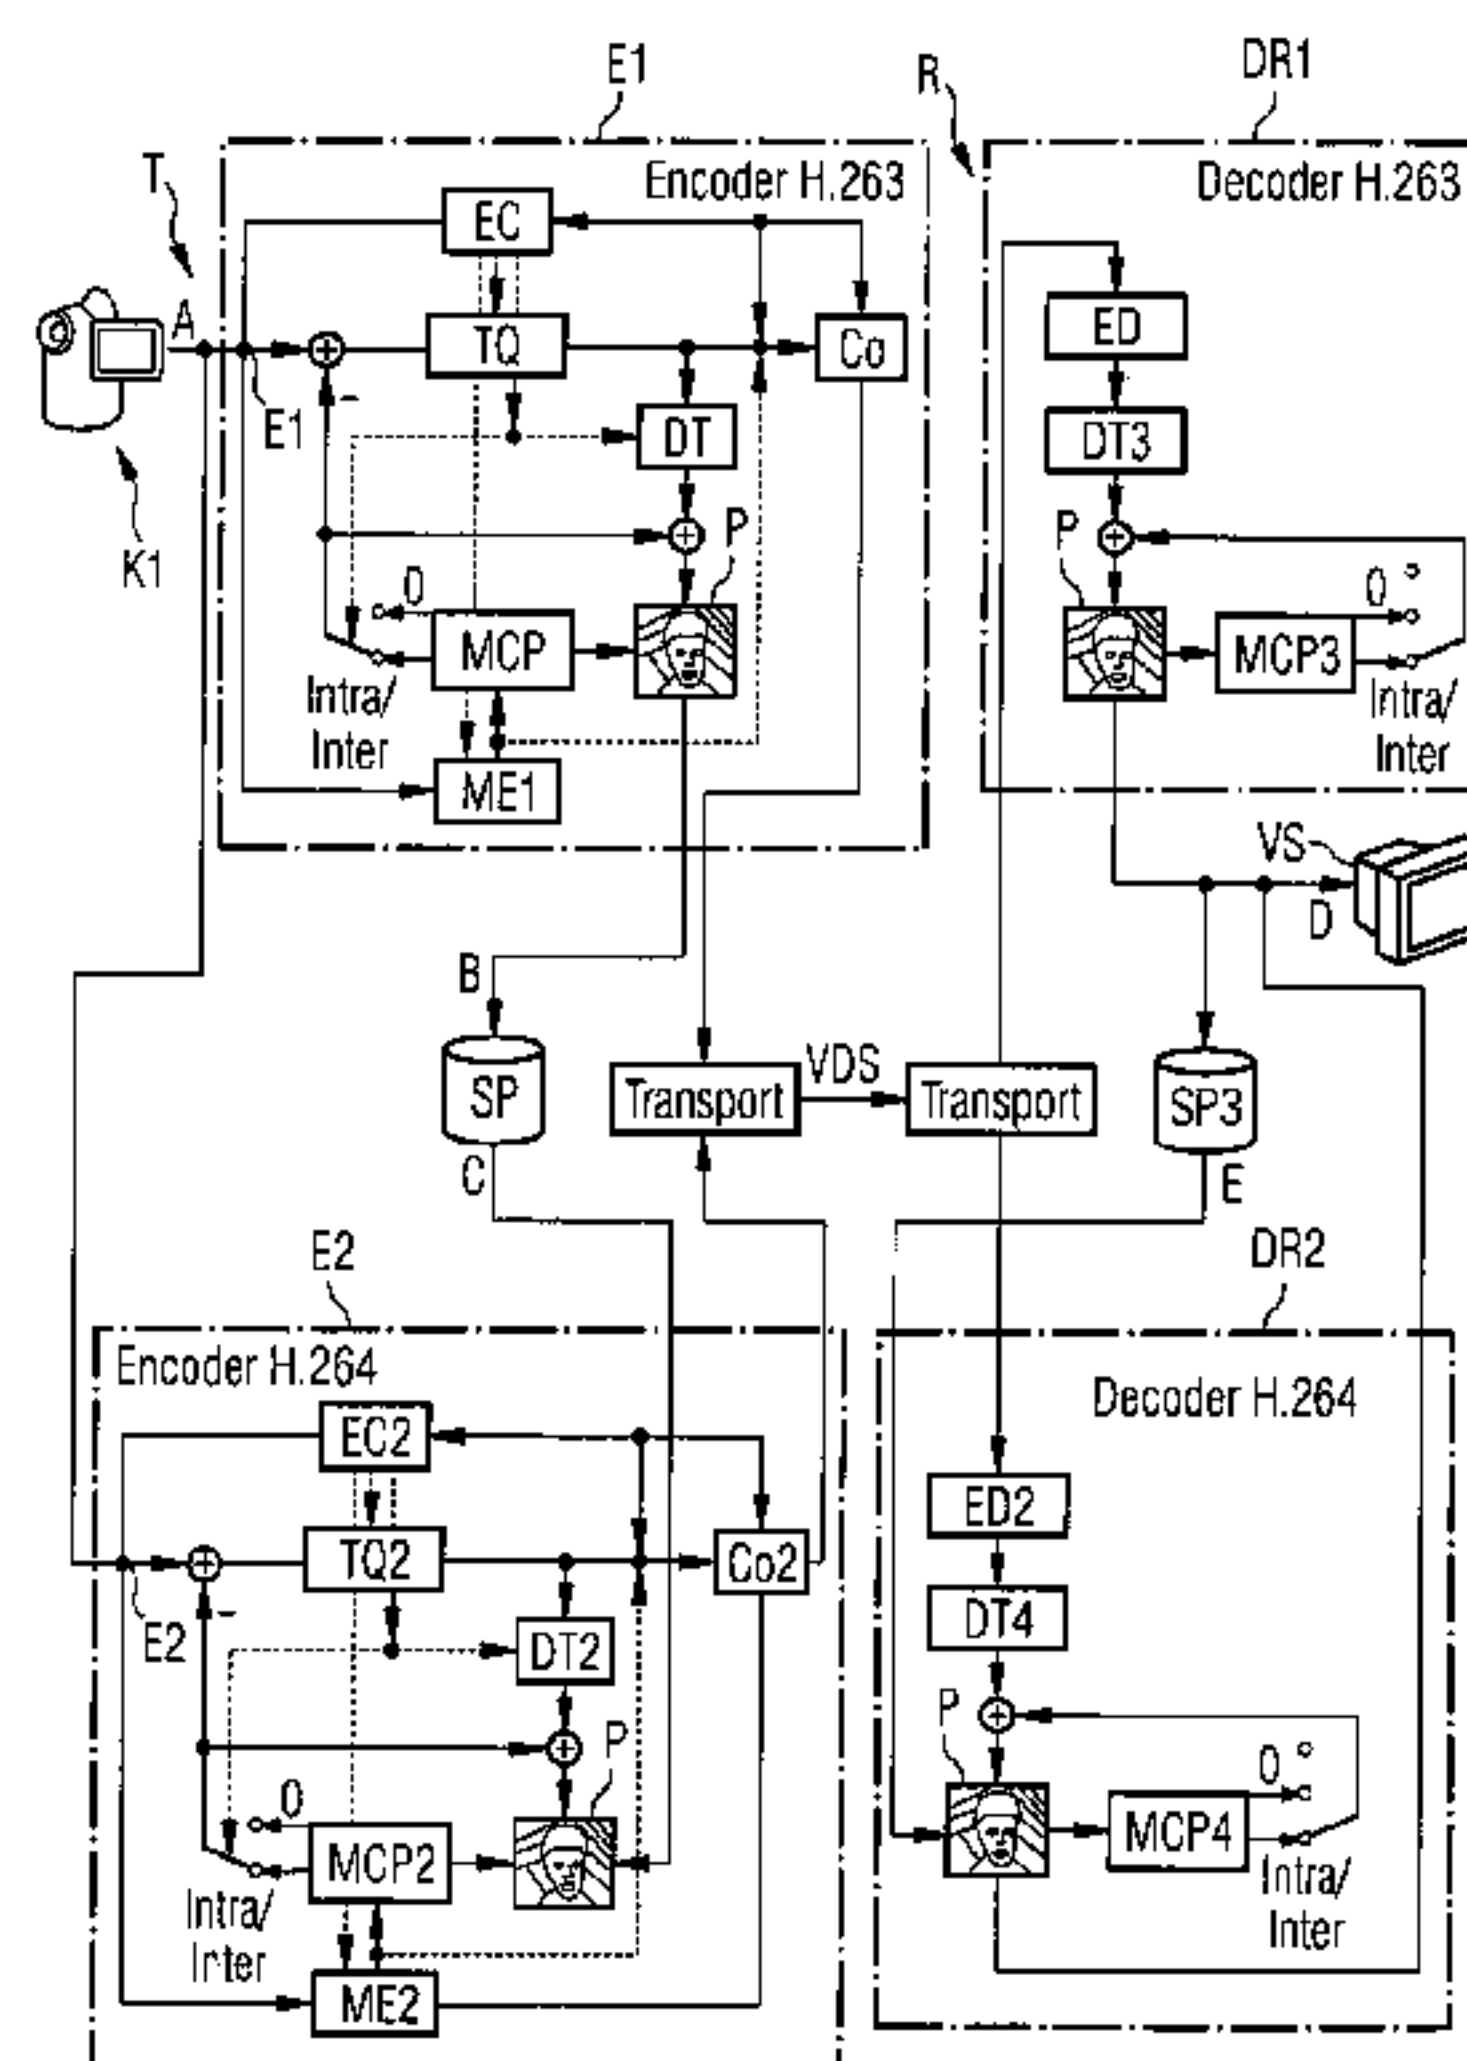 E1
R
DR1
T
Encoder H.263
Decoder H.263
EC
A
TQ
Co
ED
E1
-
DT
DT3
K1
P
P
0
0
MCP
MCP3
Intra/
Inter
Intra/
Inter
ME1
VS
D
B
SP
C
Transport
VDS
Transport
SP3
E
E2
DR2
Encoder H.264
Decoder H.264
EC2
ED2
TQ2
Co2
E2
-
DT2
DT4
P
P
0
0
MCP2
MCP4
Intra/
Inter
Intra/
Inter
ME2